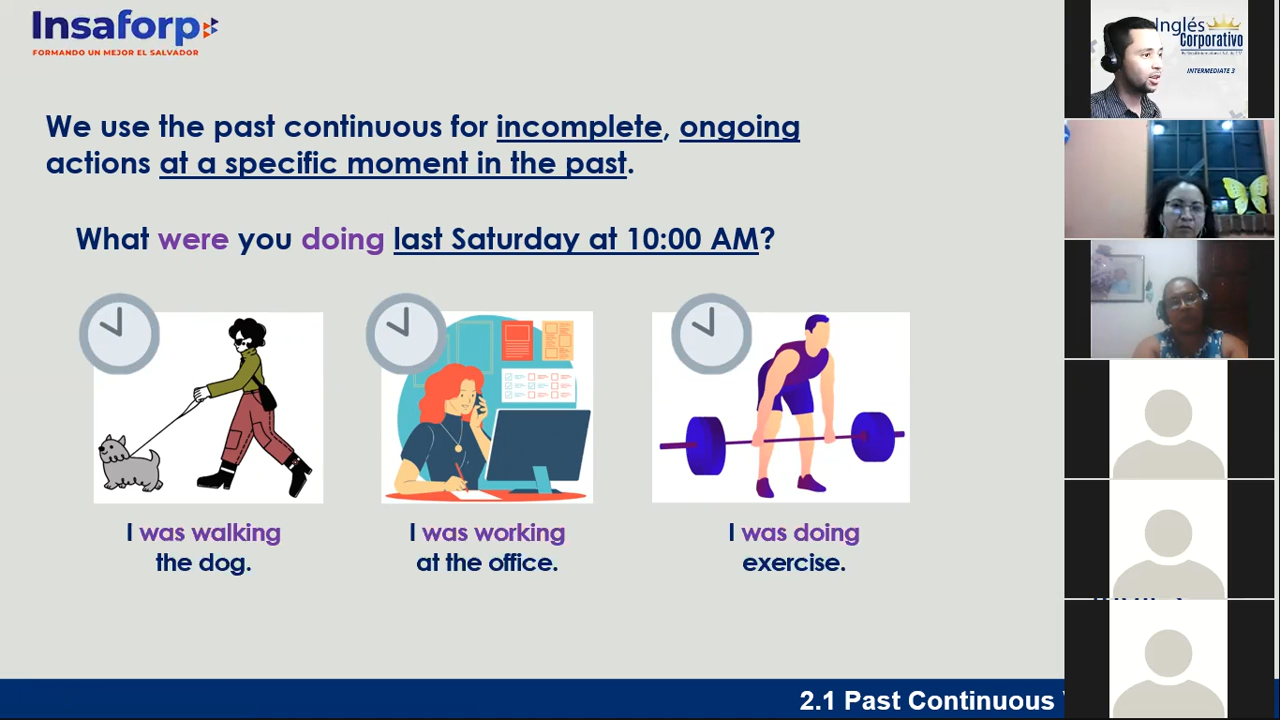 Insaforp
FORMANDO UN MEJOR EL SALVADOR
We use the past continuous for incomplete, ongoing
actions at a specific moment in the past.
What were you doing last Saturday at 10:00 AM?
I was walking
the dog.
I was working
at the office.
I was doing
exercise.
2.1 Past Continuous
Inglés
Corporativo
INTERMEDIATE 3